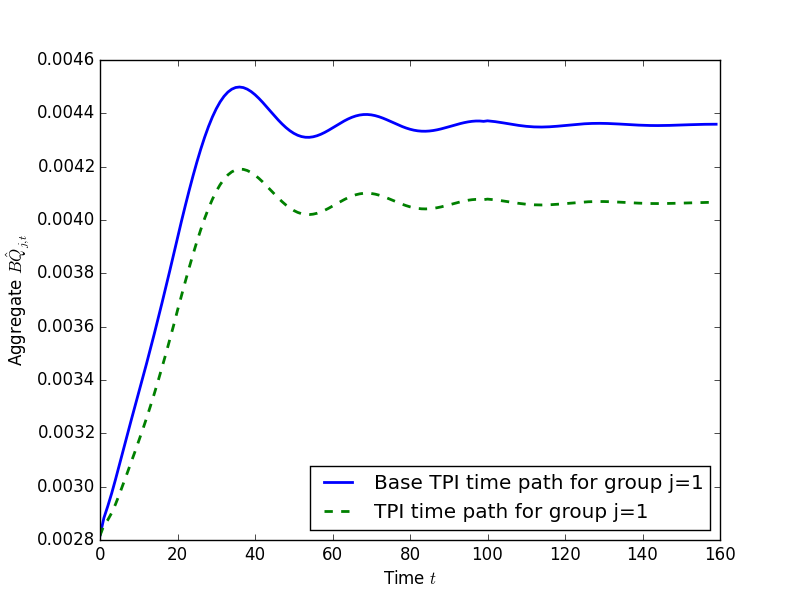 0.0046
0.0044
0.0042
0.0040
0.0038
0.0036
0.0034
0.0032
0.0030
0.0028
Aggregate $\hat{BQ}_{j,t}$
Base TPI time path for group j=1
TPI time path for group j=1
0 20 40 60 80 100 120 140 160
Time t